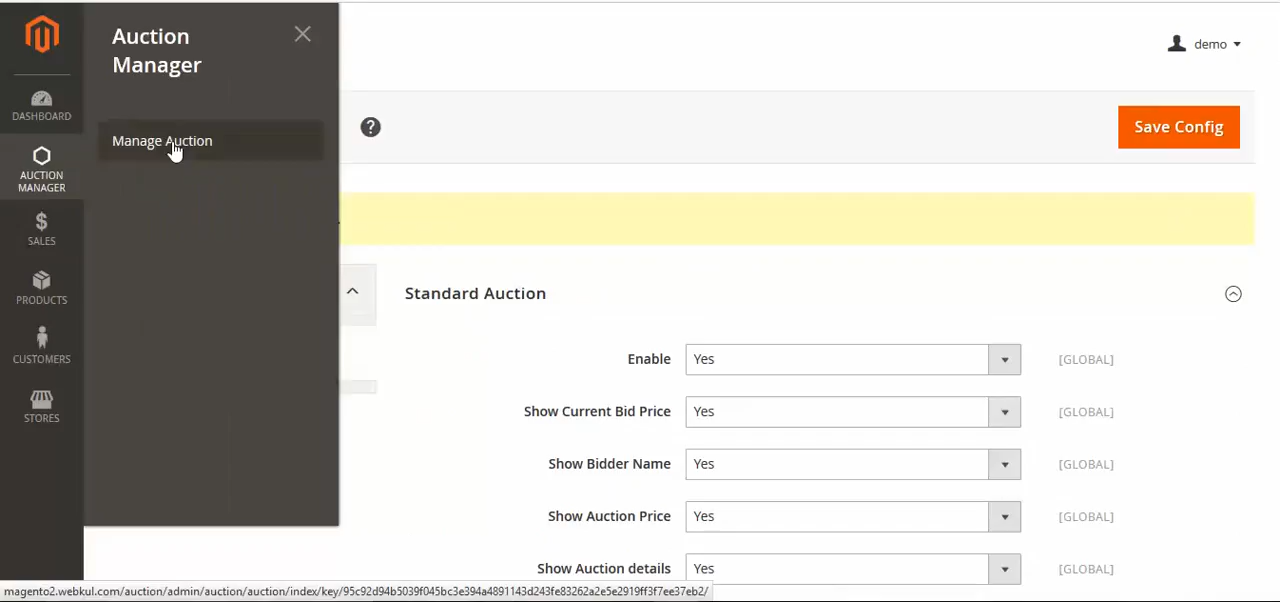 Auction
Manager
demo
DASHBOARD
Manage Auction
Save Config
AUCTION
MANAGER
SALES
PRODUCTS
CUSTOMERS
STORES
Standard Auction
Enable Yes [GLOBAL]
Show Current Bid Price Yes [GLOBAL]
Show Bidder Name Yes [GLOBAL]
Show Auction Price Yes [GLOBAL]
Show Auction details Yes [GLOBAL]
magento2.webkul.com/auction/admin/auction/auction/index/key/95c92d94b5039f045bc3e394a4891143d243fe83262a2e5e2919ff3f7ee37eb2/